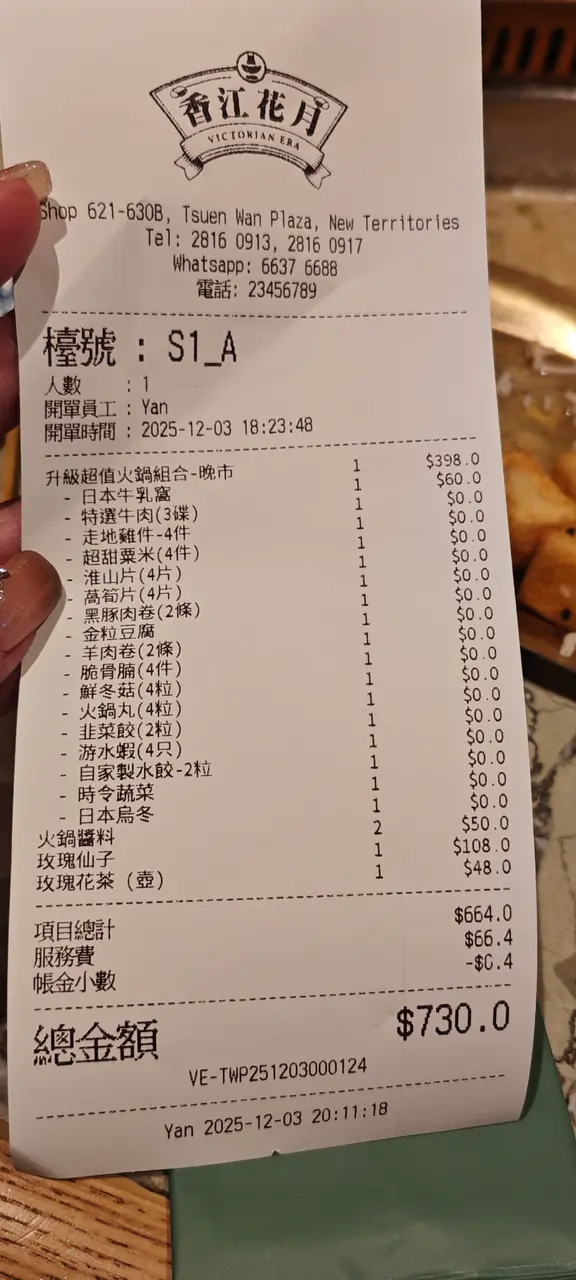 香江花月
VICTORIAN ERA
Shop 621-630B, Tsuen Wan Plaza, New Territories
Tel: 2816 0913, 2816 0917
Whatsapp: 6637 6688
電話: 23456789
檯號 : S1_A
人數 : 1
開單員工 : Yan
開單時間 : 2025-12-03 18:23:48
升級超值火鍋組合-晚市 1 $398.0
- 日本牛乳窩 1 $60.0
- 特選牛肉(3碟) 1 $0.0
- 走地雞件-4件 1 $0.0
- 超甜粟米(4件) 1 $0.0
- 淮山片(4片) 1 $0.0
- 萵筍片(4片) 1 $0.0
- 黑豚肉卷(2條) 1 $0.0
- 金粒豆腐 1 $0.0
- 羊肉卷(2條) 1 $0.0
- 脆骨腩(4件) 1 $0.0
- 鮮冬菇(4粒) 1 $0.0
- 火鍋丸(4粒) 1 $0.0
- 韭菜餃(2粒) 1 $0.0
- 游水蝦(4只) 1 $0.0
- 自家製水餃-2粒 1 $0.0
- 時令蔬菜 1 $0.0
- 日本烏冬 1 $0.0
火鍋醬料 2 $50.0
玫瑰仙子 1 $108.0
玫瑰花茶 (壺) 1 $48.0
項目總計 $664.0
服務費 $66.4
帳金小數 -$0.4
總金額 $730.0
VE-TWP251203000124
Yan 2025-12-03 20:11:18